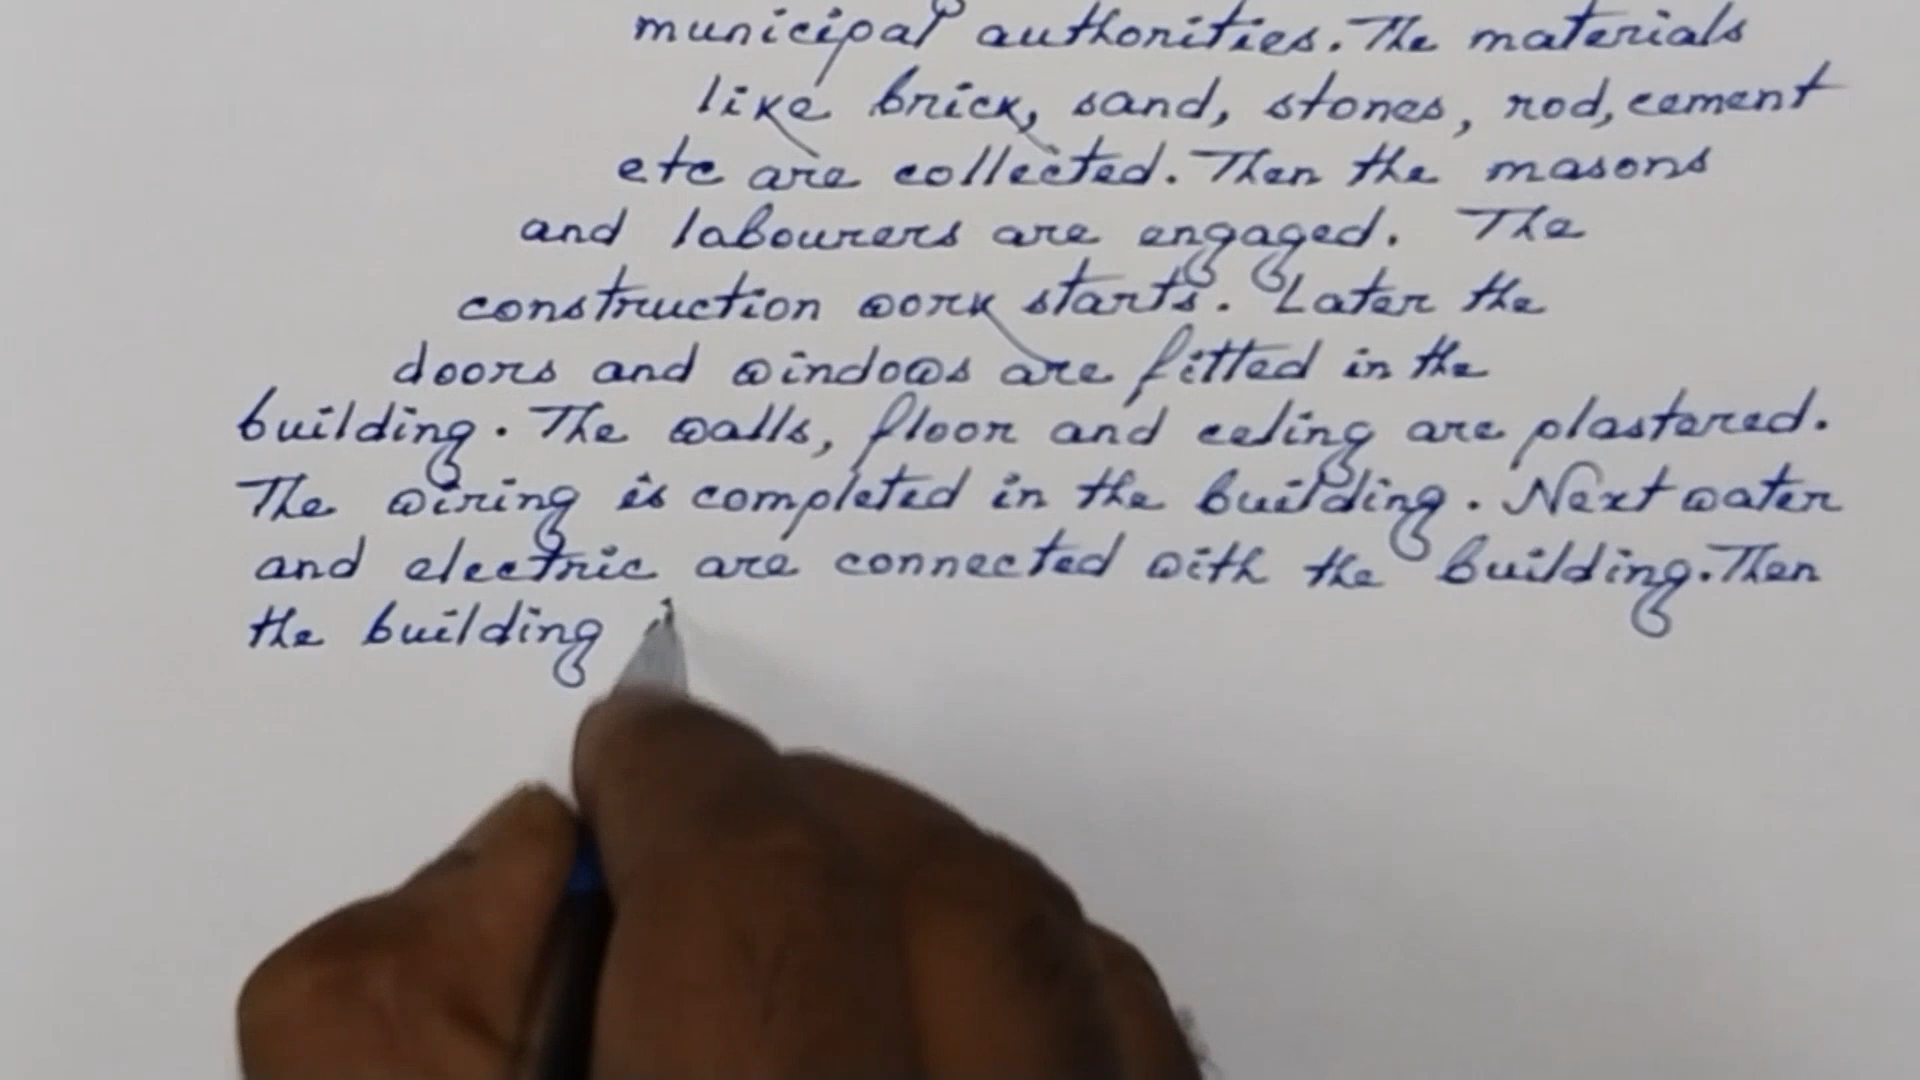 municipal authorities. The materials
like brick, sand, stones, rod, cement
etc are collected. Then the masons
and labourers are engaged. The
construction work starts. Later the
doors and windows are fitted in the
building. The walls, floor and celing are plastered.
The wiring is completed in the building. Next water
and electric are connected with the building. Then
the building